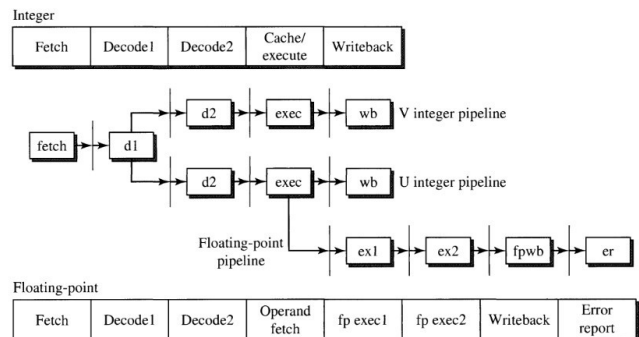 Integer
Fetch Decode1 Decode2 Cache/
execute Writeback
d2 exec wb V integer pipeline
fetch d1
d2 exec wb U integer pipeline
Floating-point
pipeline ex1 ex2 fpwb er
Floating-point
Fetch Decode1 Decode2 Operand
fetch fp exec1 fp exec2 Writeback Error
report